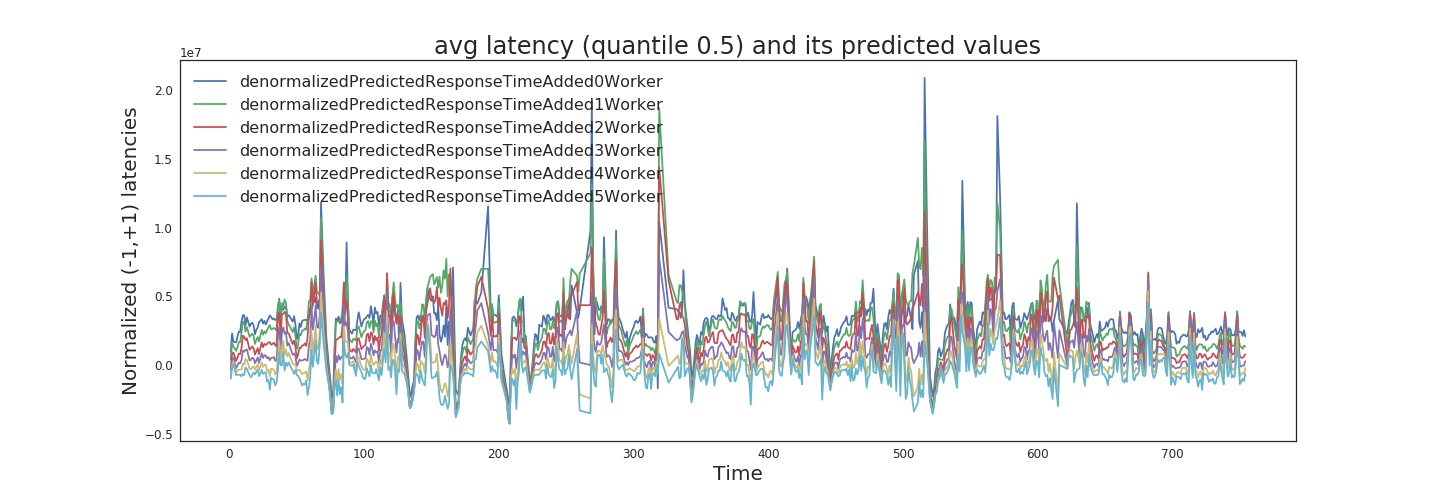 avg latency (quantile 0.5) and its predicted values
1e7
denormalizedPredictedResponseTimeAdded0Worker
denormalizedPredictedResponseTimeAdded1Worker
denormalizedPredictedResponseTimeAdded2Worker
denormalizedPredictedResponseTimeAdded3Worker
denormalizedPredictedResponseTimeAdded4Worker
denormalizedPredictedResponseTimeAdded5Worker
Normalized (-1,+1) latencies
2.0
1.5
1.0
0.5
0.0
−0.5
0 100 200 300 400 500 600 700
Time